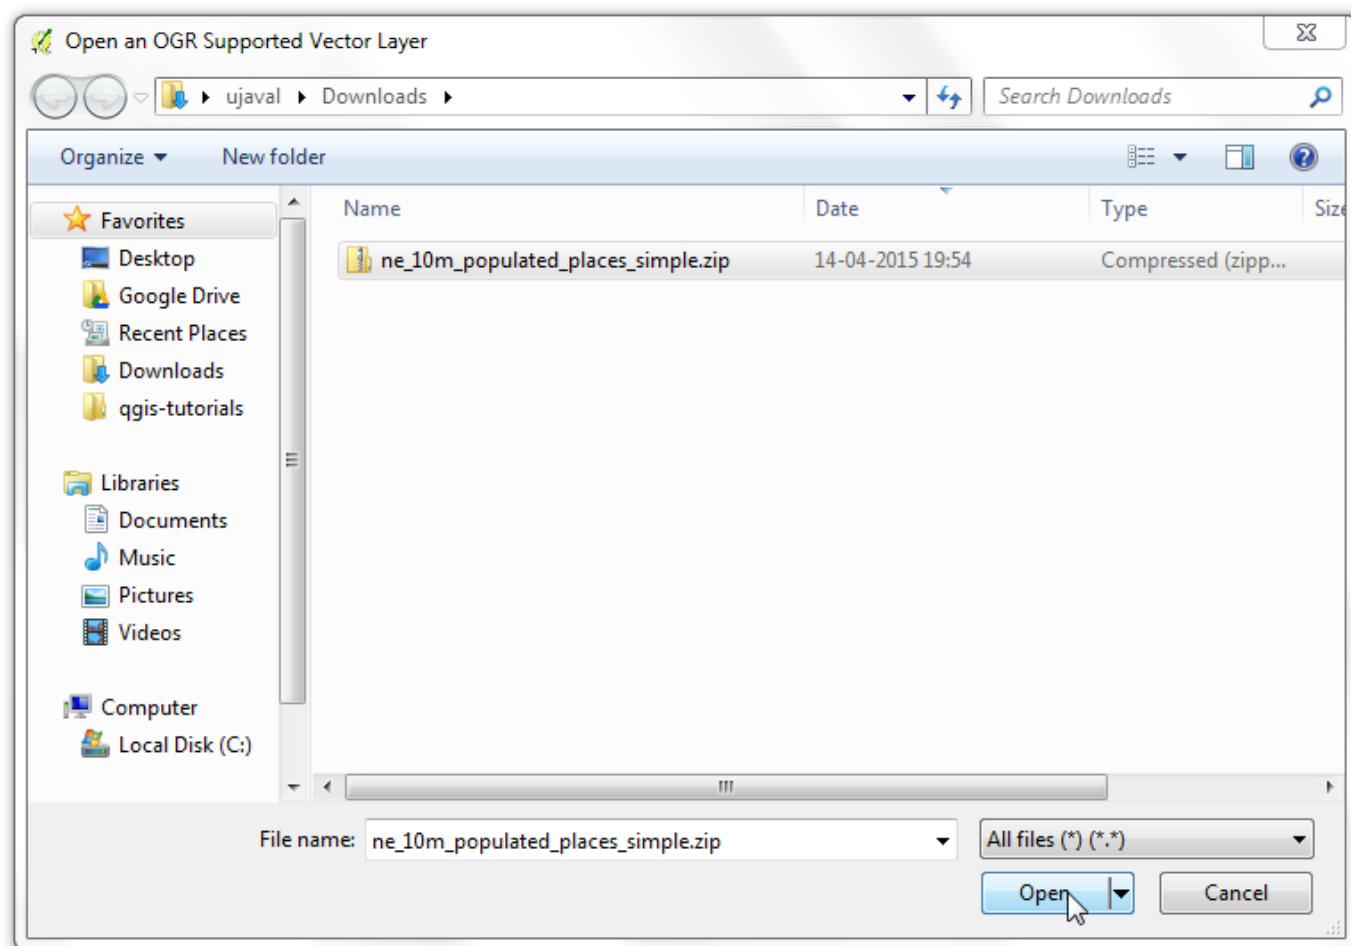 Open an OGR Supported Vector Layer
ujaval Downloads Search Downloads
Organize New folder
Name Date Type Size
Favorites
ne_10m_populated_places_simple.zip 14-04-2015 19:54 Compressed (zipp...
Desktop
Google Drive
Recent Places
Downloads
qgis-tutorials
Libraries
Documents
Music
Pictures
Videos
Computer
Local Disk (C:)
File name: ne_10m_populated_places_simple.zip All files (*) (*.*)
Open Cancel